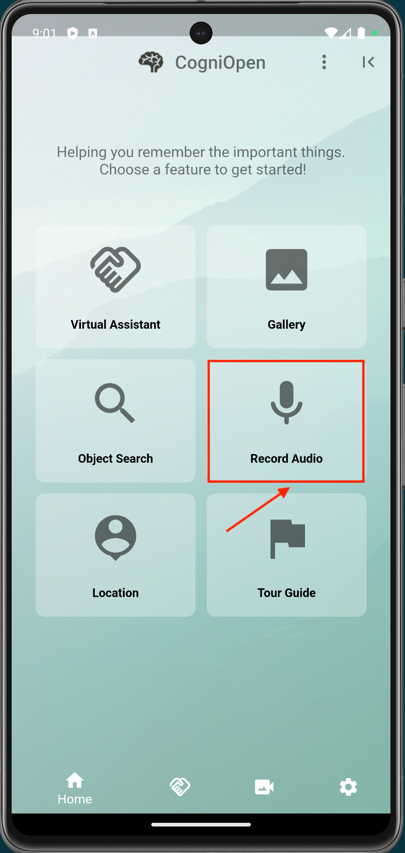 9:01
CogniOpen
Helping you remember the important things.
Choose a feature to get started!
Virtual Assistant
Gallery
Object Search
Record Audio
Location
Tour Guide
Home